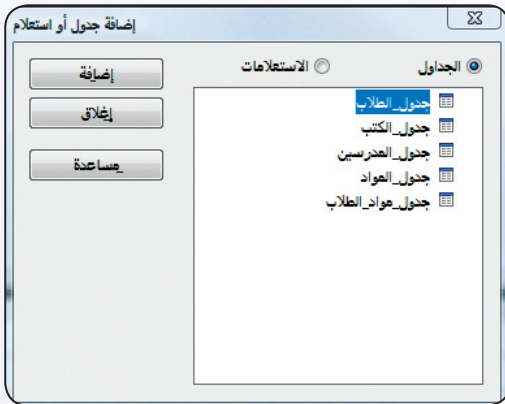 إضافة جدول أو استعلام
الجداول
الاستعلامات
جدول_الطلاب
جدول_الكتب
جدول_المدرسين
جدول_المواد
جدول_مواد_الطلاب
إضافة
إغلاق
مساعدة